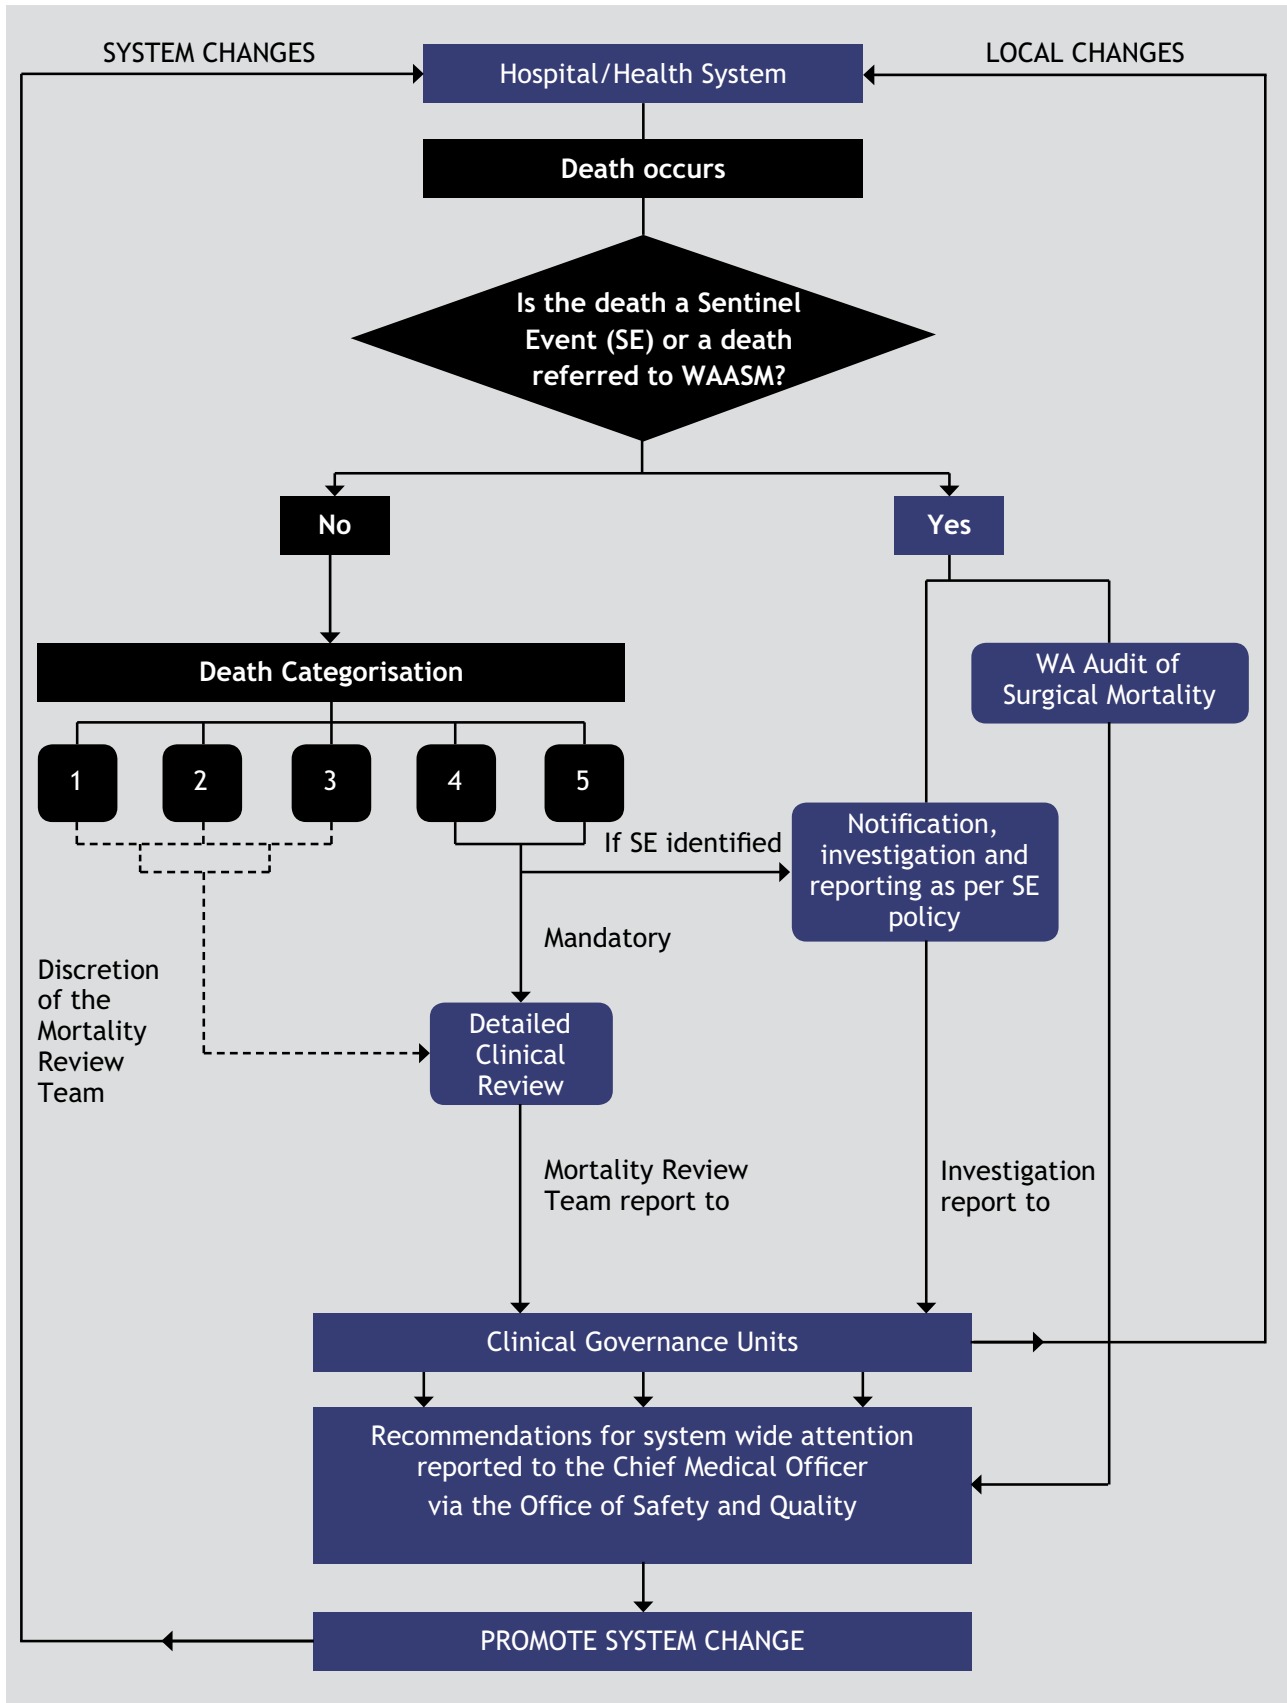 SYSTEM CHANGES
LOCAL CHANGES
Hospital/Health System
Death occurs
Is the death a Sentinel
Event (SE) or a death
referred to WAASM?
No
Yes
Death Categorisation
WA Audit of
Surgical Mortality
1
2
3
4
5
If SE identified
Notification,
investigation and
reporting as per SE
policy
Mandatory
Discretion
of the
Mortality
Review
Team
Detailed
Clinical
Review
Mortality Review
Team report to
Investigation
report to
Clinical Governance Units
Recommendations for system wide attention
reported to the Chief Medical Officer
via the Office of Safety and Quality
PROMOTE SYSTEM CHANGE